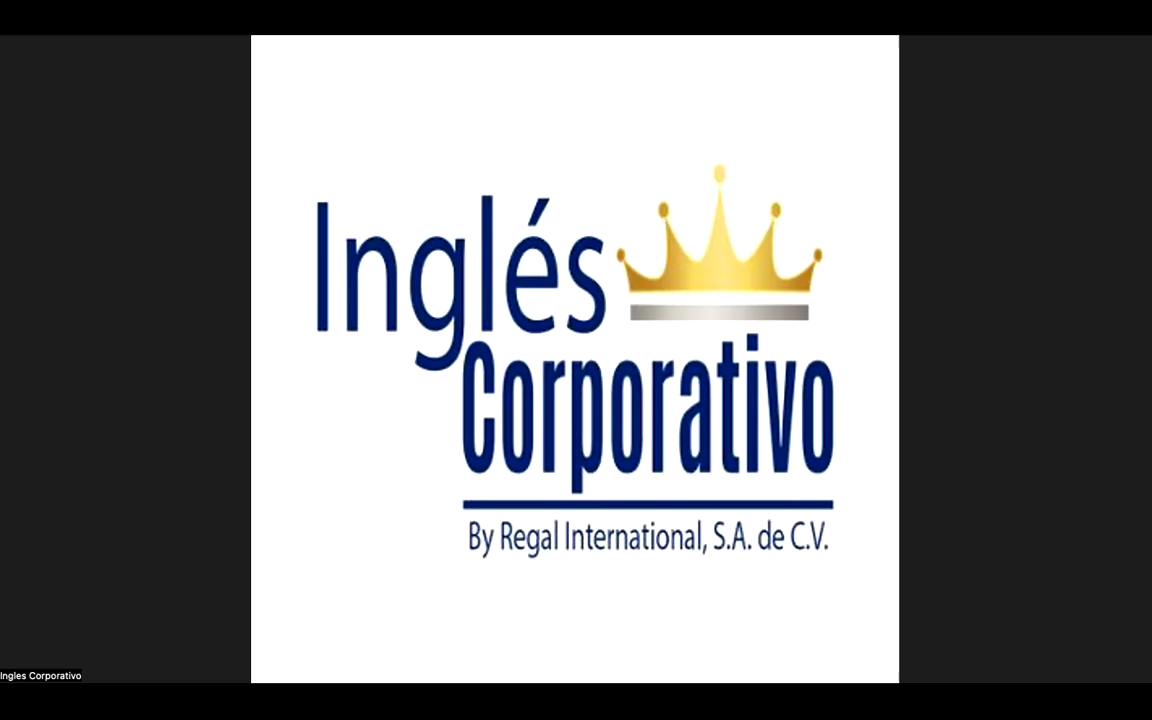 Inglés
Corporativo
By Regal International, S.A. de C.V.
Ingles Corporativo